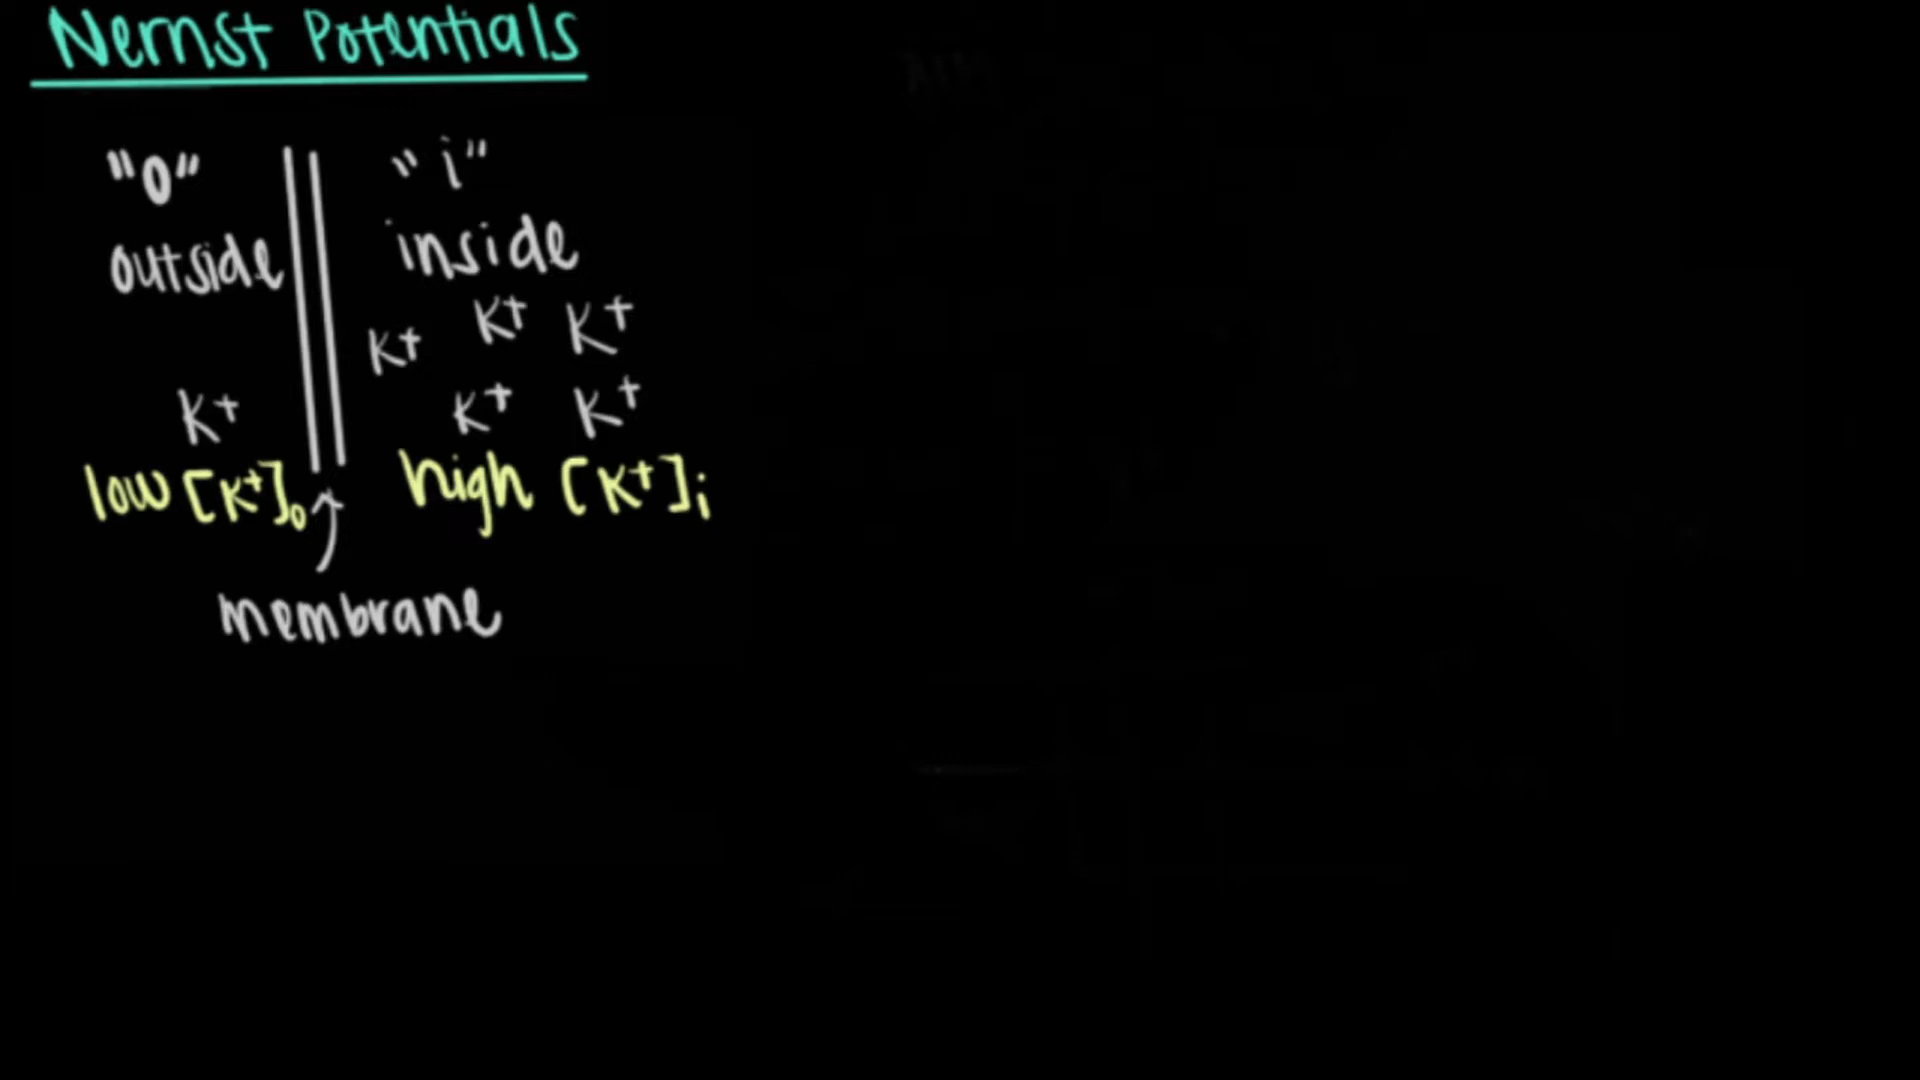 Nernst Potentials
"o" "i"
outside inside
K⁺ K⁺ K⁺
K⁺ K⁺ K⁺
low [K⁺]ₒ high [K⁺]ᵢ
membrane